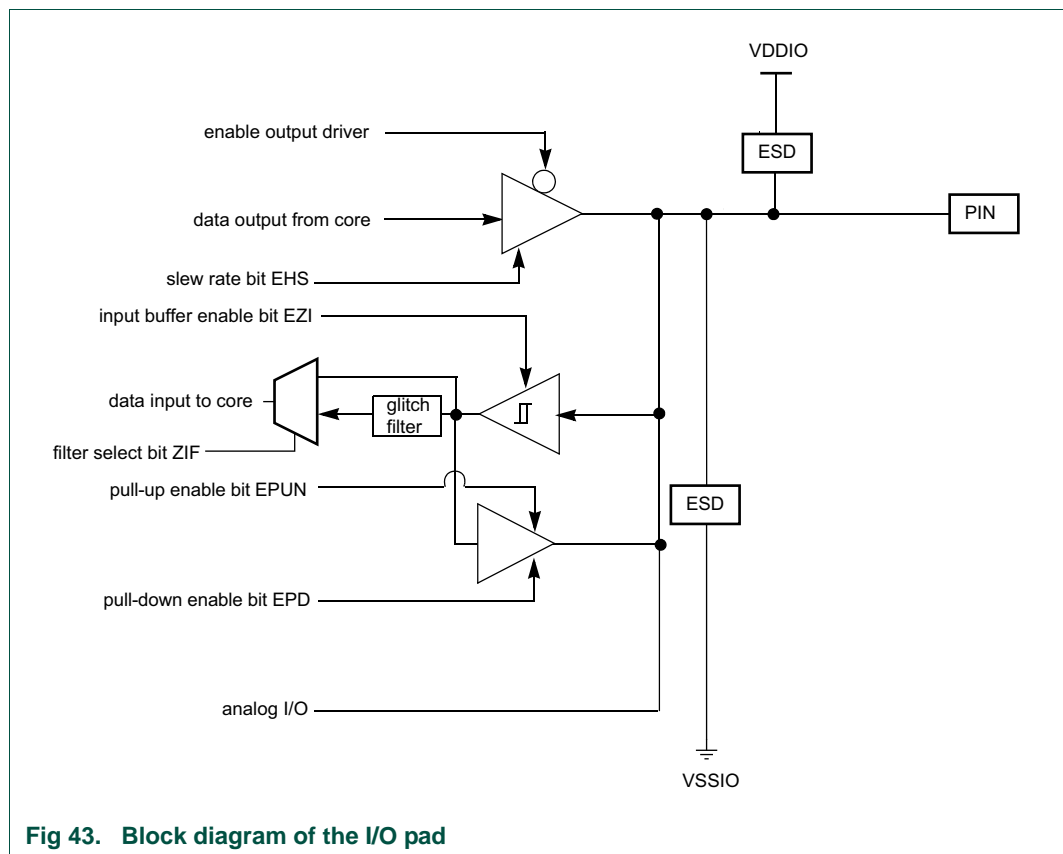 VDDIO
enable output driver
ESD
data output from core
PIN
slew rate bit EHS
input buffer enable bit EZI
data input to core
glitch
filter
filter select bit ZIF
pull-up enable bit EPUN
ESD
pull-down enable bit EPD
analog I/O
VSSIO
Fig 43. Block diagram of the I/O pad